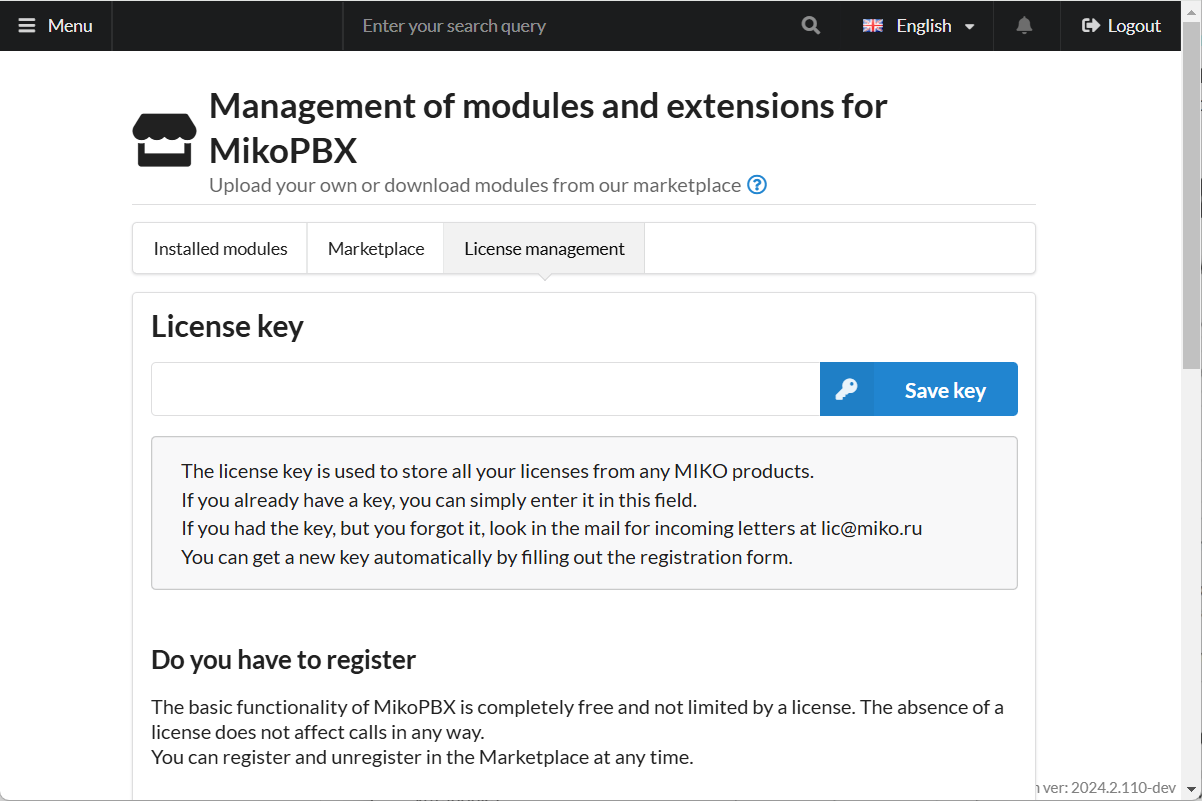 Menu
Enter your search query
English
Logout
Management of modules and extensions for
MikoPBX
Upload your own or download modules from our marketplace
Installed modules
Marketplace
License management
License key
Save key
The license key is used to store all your licenses from any MIKO products.
If you already have a key, you can simply enter it in this field.
If you had the key, but you forgot it, look in the mail for incoming letters at lic@miko.ru
You can get a new key automatically by filling out the registration form.
Do you have to register
The basic functionality of MikoPBX is completely free and not limited by a license. The absence of a
license does not affect calls in any way.
You can register and unregister in the Marketplace at any time.
ver: 2024.2.110-dev